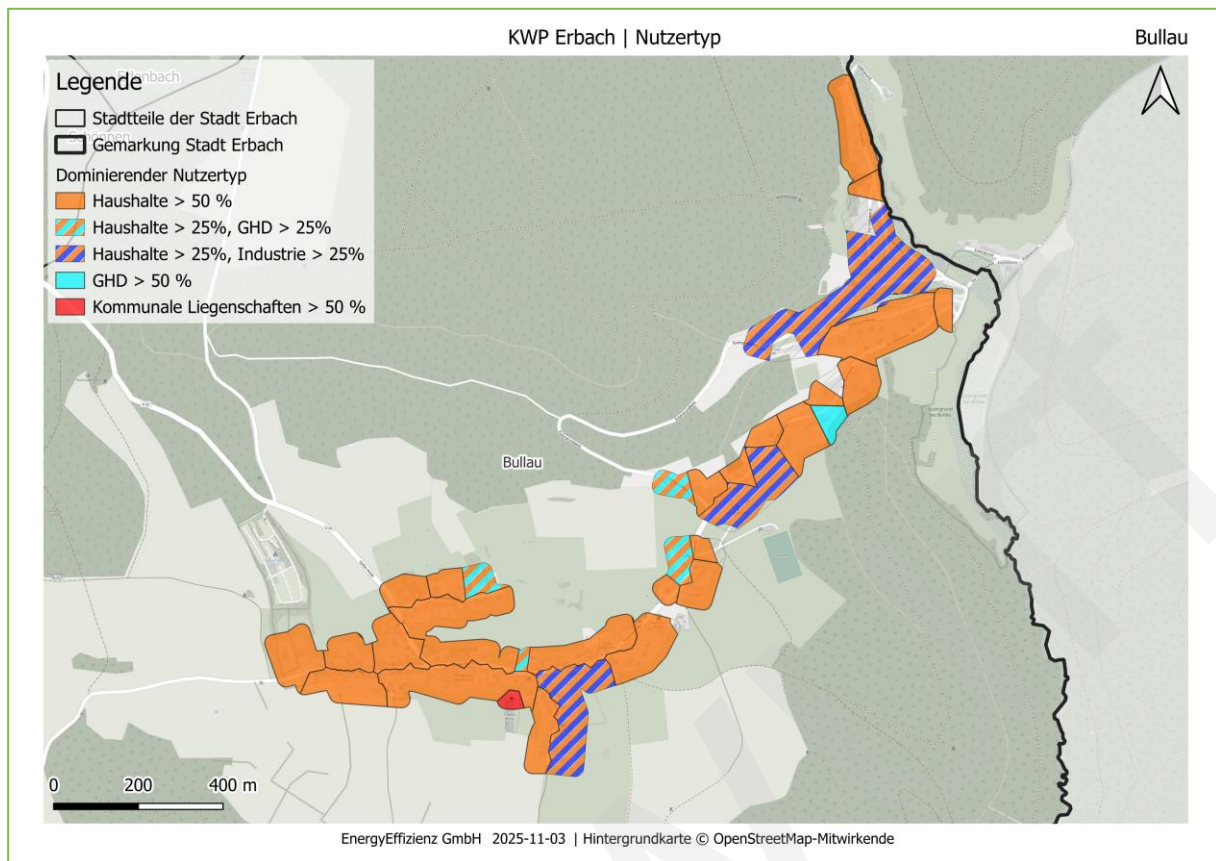 KWP Erbach | Nutzertyp
Bullau
Legende
Stadtteile der Stadt Erbach
Gemarkung Stadt Erbach
Dominierender Nutzertyp
Haushalte > 50 %
Haushalte > 25%, GHD > 25%
Haushalte > 25%, Industrie > 25%
GHD > 50 %
Kommunale Liegenschaften > 50 %
Bullau
0 200 400 m
EnergyEffizienz GmbH 2025-11-03 | Hintergrundkarte © OpenStreetMap-Mitwirkende